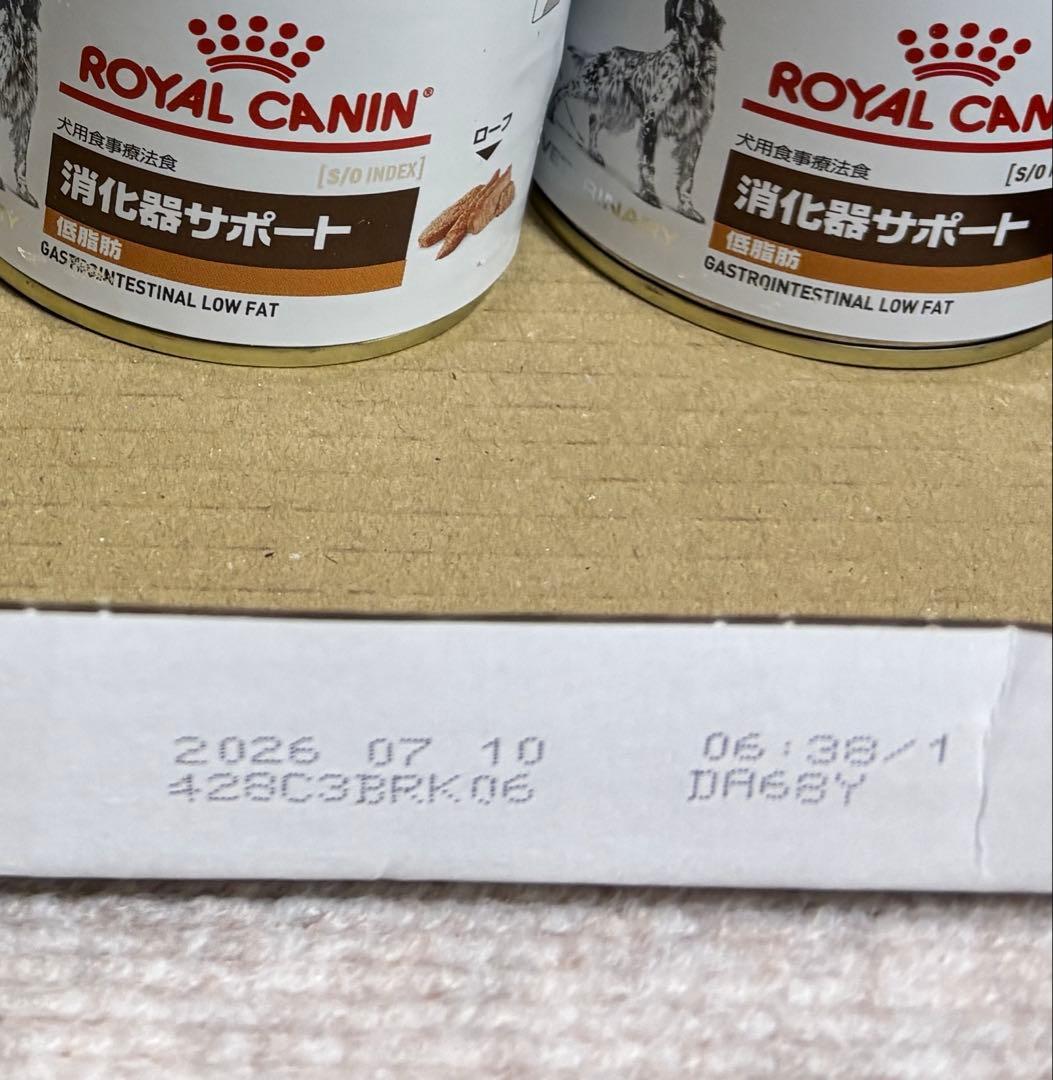 ROYAL CANIN®
犬用食事療法食
[S/O INDEX]
消化器サポート
低脂肪
GASTROINTESTINAL LOW FAT
ローフ
ROYAL CAN
犬用食事療法食
[S/O
消化器サポート
低脂肪
GASTROINTESTINAL LOW FAT
2026 07 10 06:38/1
428C3BRK06 DA68Y